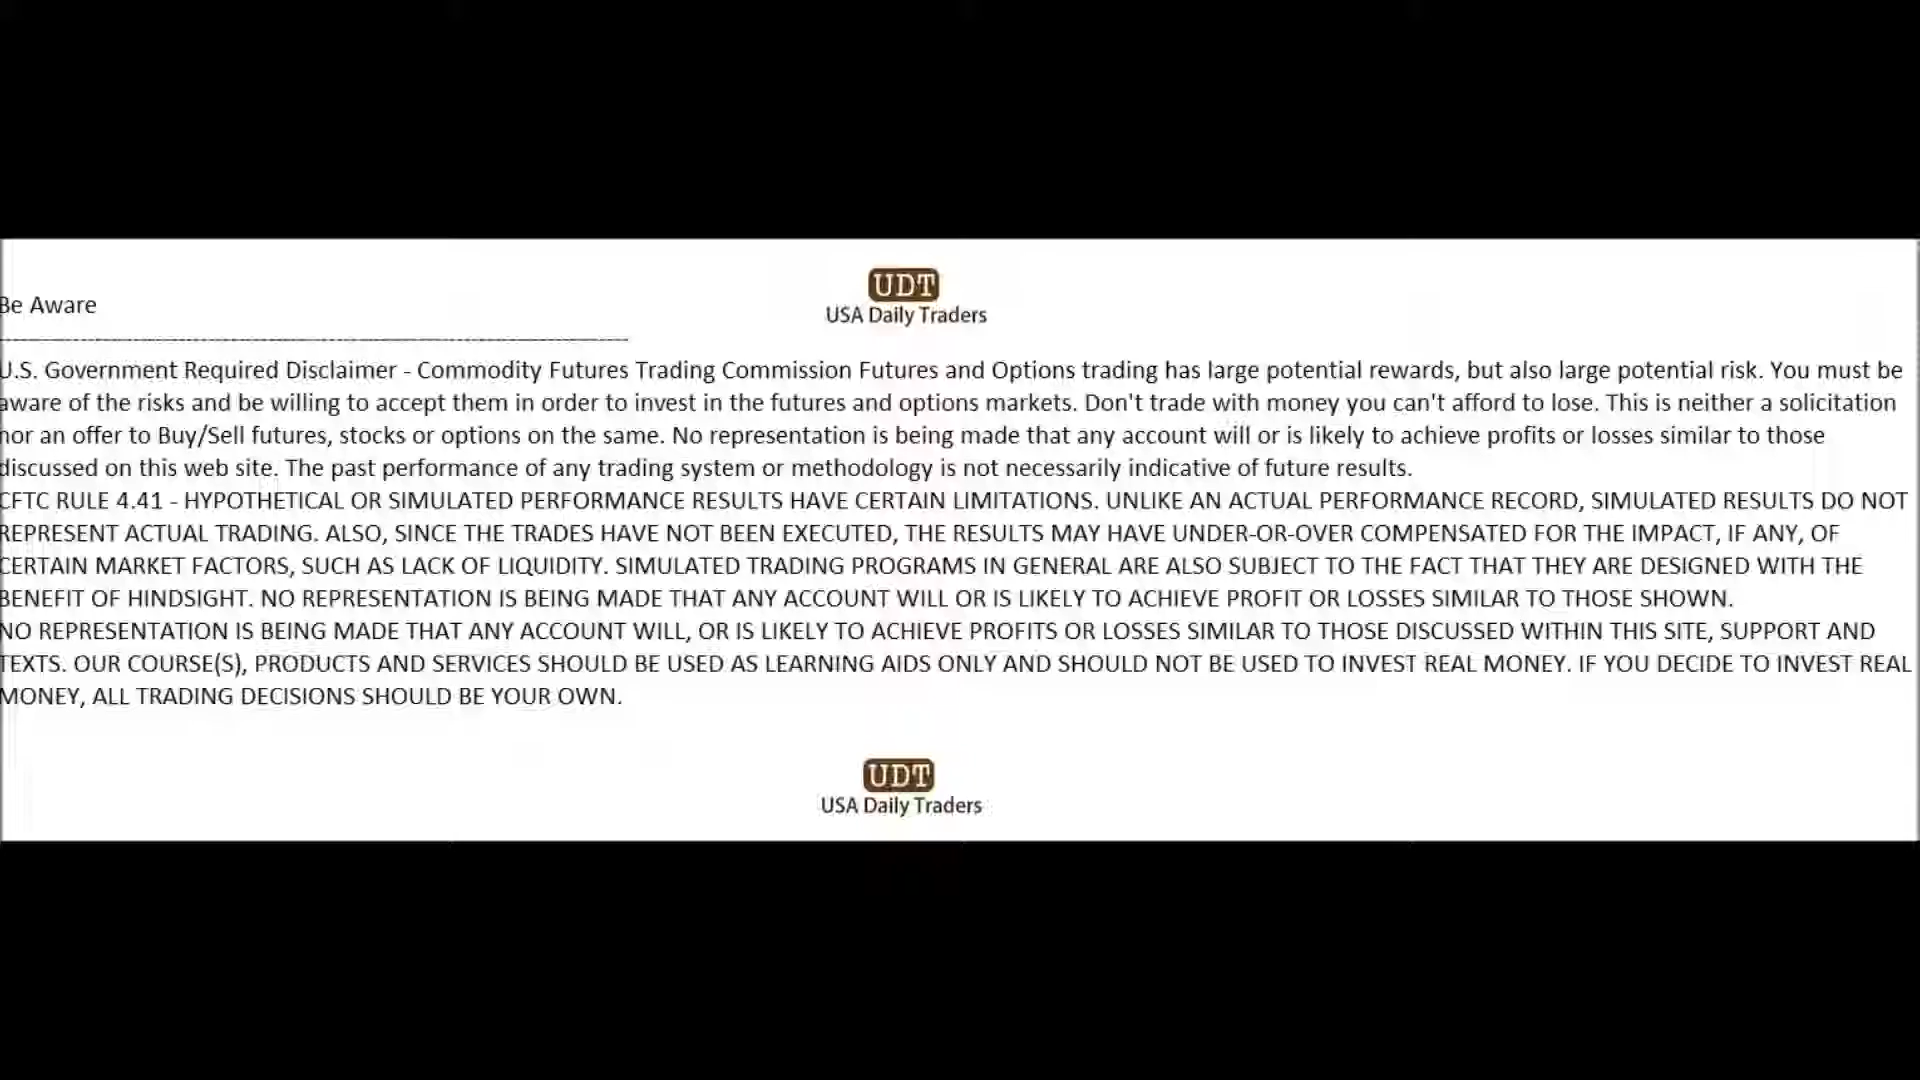 UDT
USA Daily Traders
Be Aware
U.S. Government Required Disclaimer - Commodity Futures Trading Commission Futures and Options trading has large potential rewards, but also large potential risk. You must be
aware of the risks and be willing to accept them in order to invest in the futures and options markets. Don't trade with money you can't afford to lose. This is neither a solicitation
nor an offer to Buy/Sell futures, stocks or options on the same. No representation is being made that any account will or is likely to achieve profits or losses similar to those
discussed on this web site. The past performance of any trading system or methodology is not necessarily indicative of future results.
CFTC RULE 4.41 - HYPOTHETICAL OR SIMULATED PERFORMANCE RESULTS HAVE CERTAIN LIMITATIONS. UNLIKE AN ACTUAL PERFORMANCE RECORD, SIMULATED RESULTS DO NOT
REPRESENT ACTUAL TRADING. ALSO, SINCE THE TRADES HAVE NOT BEEN EXECUTED, THE RESULTS MAY HAVE UNDER-OR-OVER COMPENSATED FOR THE IMPACT, IF ANY, OF
CERTAIN MARKET FACTORS, SUCH AS LACK OF LIQUIDITY. SIMULATED TRADING PROGRAMS IN GENERAL ARE ALSO SUBJECT TO THE FACT THAT THEY ARE DESIGNED WITH THE
BENEFIT OF HINDSIGHT. NO REPRESENTATION IS BEING MADE THAT ANY ACCOUNT WILL OR IS LIKELY TO ACHIEVE PROFIT OR LOSSES SIMILAR TO THOSE SHOWN.
NO REPRESENTATION IS BEING MADE THAT ANY ACCOUNT WILL, OR IS LIKELY TO ACHIEVE PROFITS OR LOSSES SIMILAR TO THOSE DISCUSSED WITHIN THIS SITE, SUPPORT AND
TEXTS. OUR COURSE(S), PRODUCTS AND SERVICES SHOULD BE USED AS LEARNING AIDS ONLY AND SHOULD NOT BE USED TO INVEST REAL MONEY. IF YOU DECIDE TO INVEST REAL
MONEY, ALL TRADING DECISIONS SHOULD BE YOUR OWN.
UDT
USA Daily Traders